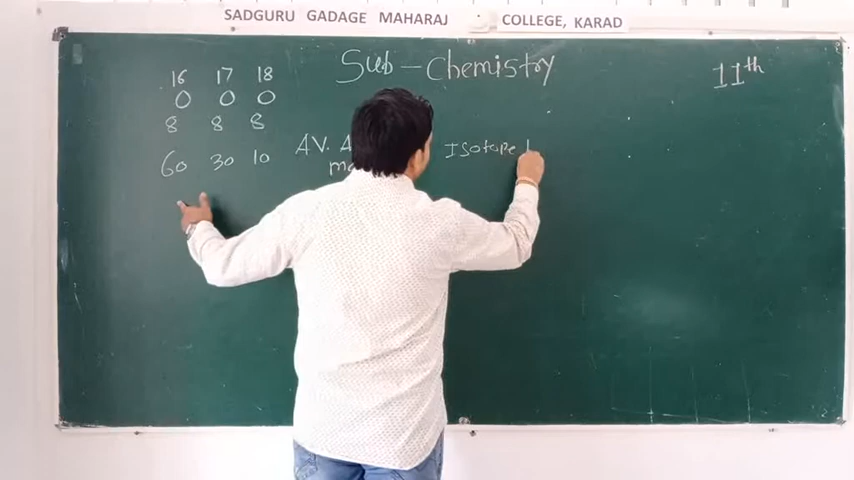 SADGURU GADAGE MAHARAJ COLLEGE, KARAD
Sub - Chemistry 11th
16 17 18
O O O
8 8 8
60 30 10
AV. A
m
Isotope